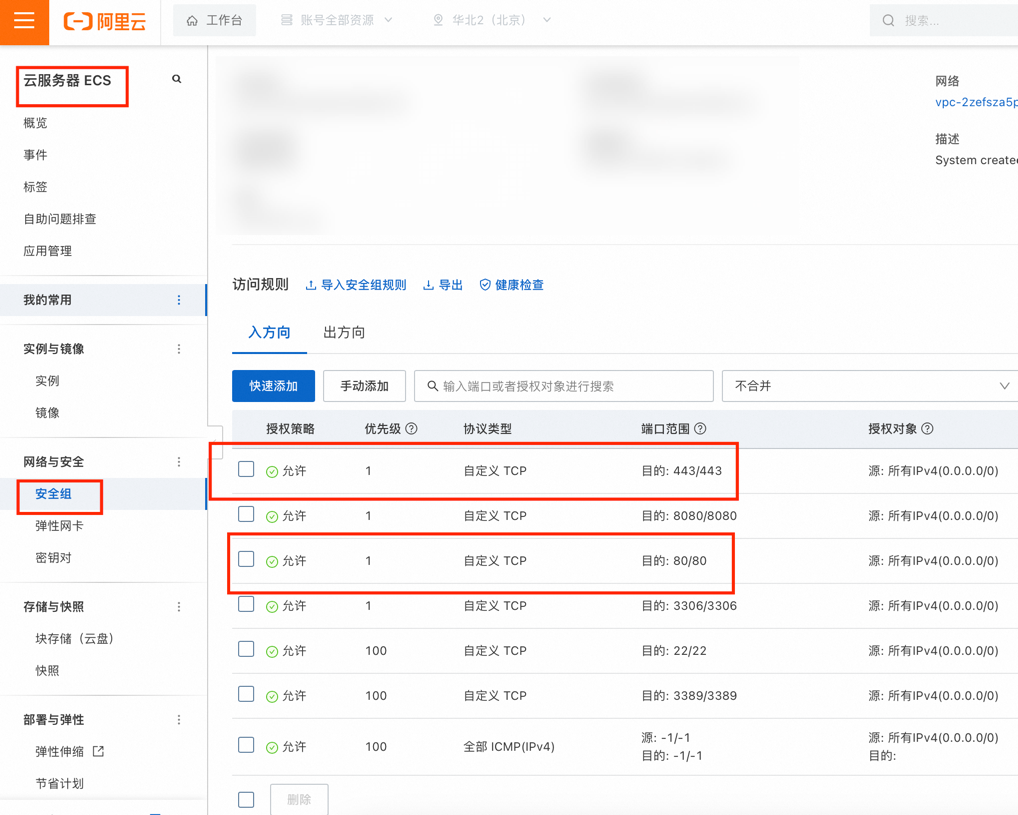 阿里云 工作台 账号全部资源 华北2（北京） 搜索...
云服务器 ECS
概览
事件
标签
自助问题排查
应用管理
我的常用
实例与镜像
实例
镜像
网络与安全
安全组
弹性网卡
密钥对
存储与快照
块存储（云盘）
快照
部署与弹性
弹性伸缩
节省计划
网络
vpc-2zefsza5p
描述
System create
访问规则 导入安全组规则 导出 健康检查
入方向 出方向
快速添加 手动添加 输入端口或者授权对象进行搜索 不合并
授权策略 优先级 协议类型 端口范围 授权对象
允许 1 自定义 TCP 目的: 443/443 源: 所有IPv4(0.0.0.0/0)
允许 1 自定义 TCP 目的: 8080/8080 源: 所有IPv4(0.0.0.0/0)
允许 1 自定义 TCP 目的: 80/80 源: 所有IPv4(0.0.0.0/0)
允许 1 自定义 TCP 目的: 3306/3306 源: 所有IPv4(0.0.0.0/0)
允许 100 自定义 TCP 目的: 22/22 源: 所有IPv4(0.0.0.0/0)
允许 100 自定义 TCP 目的: 3389/3389 源: 所有IPv4(0.0.0.0/0)
允许 100 全部 ICMP(IPv4) 源: -1/-1 源: 所有IPv4(0.0.0.0/0)
目的: -1/-1 目的:
删除